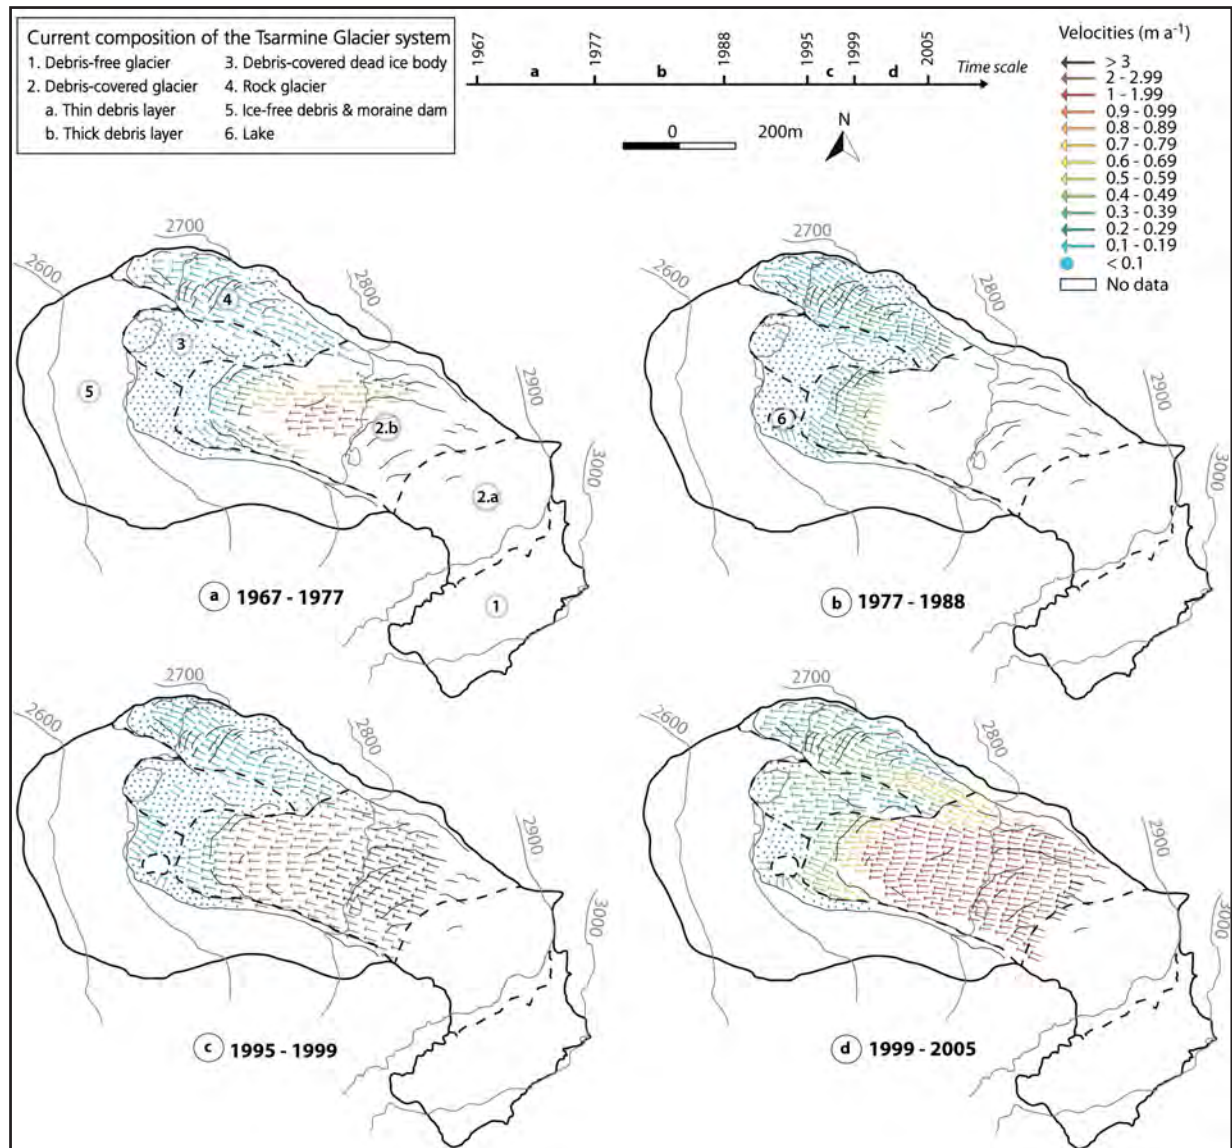 Current composition of the Tsarmine Glacier system
1. Debris-free glacier
2. Debris-covered glacier
a. Thin debris layer
b. Thick debris layer
3. Debris-covered dead ice body
4. Rock glacier
5. Ice-free debris & moraine dam
6. Lake
1967
1977
1988
1995
1999
2005
a
b
c
d
Time scale
0
200m
N
Velocities (m a⁻¹)
> 3
2 - 2.99
1 - 1.99
0.9 - 0.99
0.8 - 0.89
0.7 - 0.79
0.6 - 0.69
0.5 - 0.59
0.4 - 0.49
0.3 - 0.39
0.2 - 0.29
0.1 - 0.19
< 0.1
No data
2700
2600
2800
2900
3000
4
3
5
2.b
2.a
1
a 1967 - 1977
2700
2600
2800
2900
3000
6
b 1977 - 1988
2700
2600
2800
2900
3000
c 1995 - 1999
2700
2600
2800
2900
3000
d 1999 - 2005